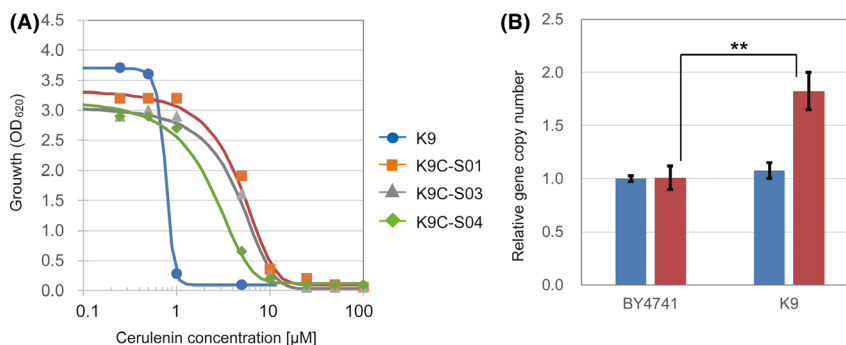 (A)
Grouwth (OD620)
4.5
4.0
3.5
3.0
2.5
2.0
1.5
1.0
0.5
0.0
0.1
1
10
100
Cerulenin concentration [µM]
K9
K9C-S01
K9C-S03
K9C-S04
(B)
Relative gene copy number
2.5
2.0
1.5
1.0
0.5
0.0
**
BY4741
K9